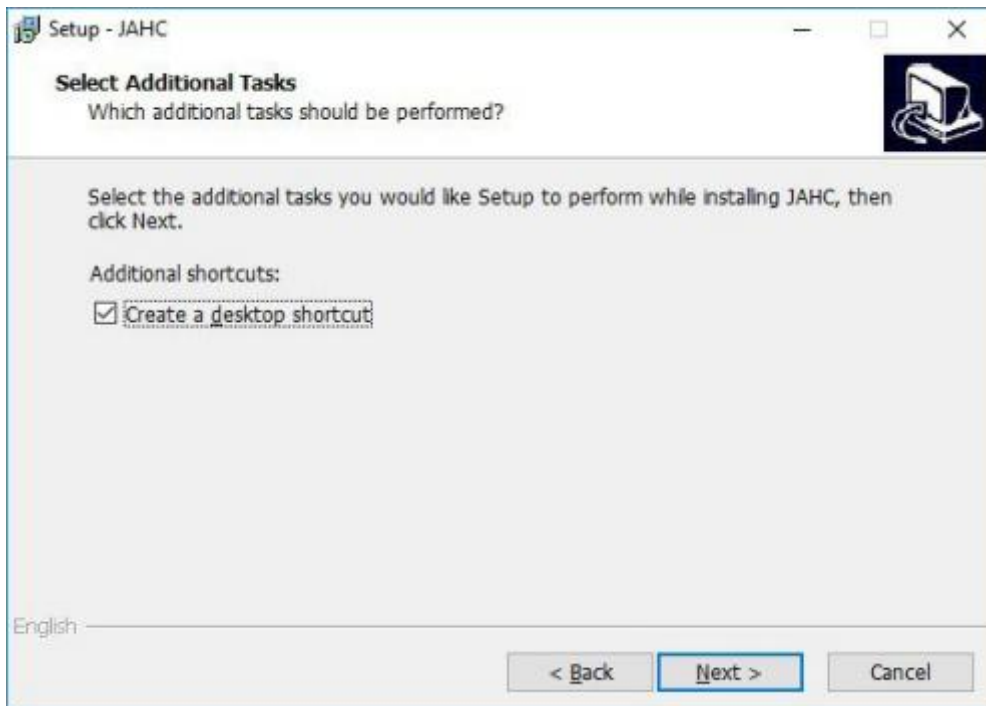 Setup - JAHC
Select Additional Tasks
Which additional tasks should be performed?
Select the additional tasks you would like Setup to perform while installing JAHC, then
click Next.
Additional shortcuts:
Create a desktop shortcut
English
< Back
Next >
Cancel